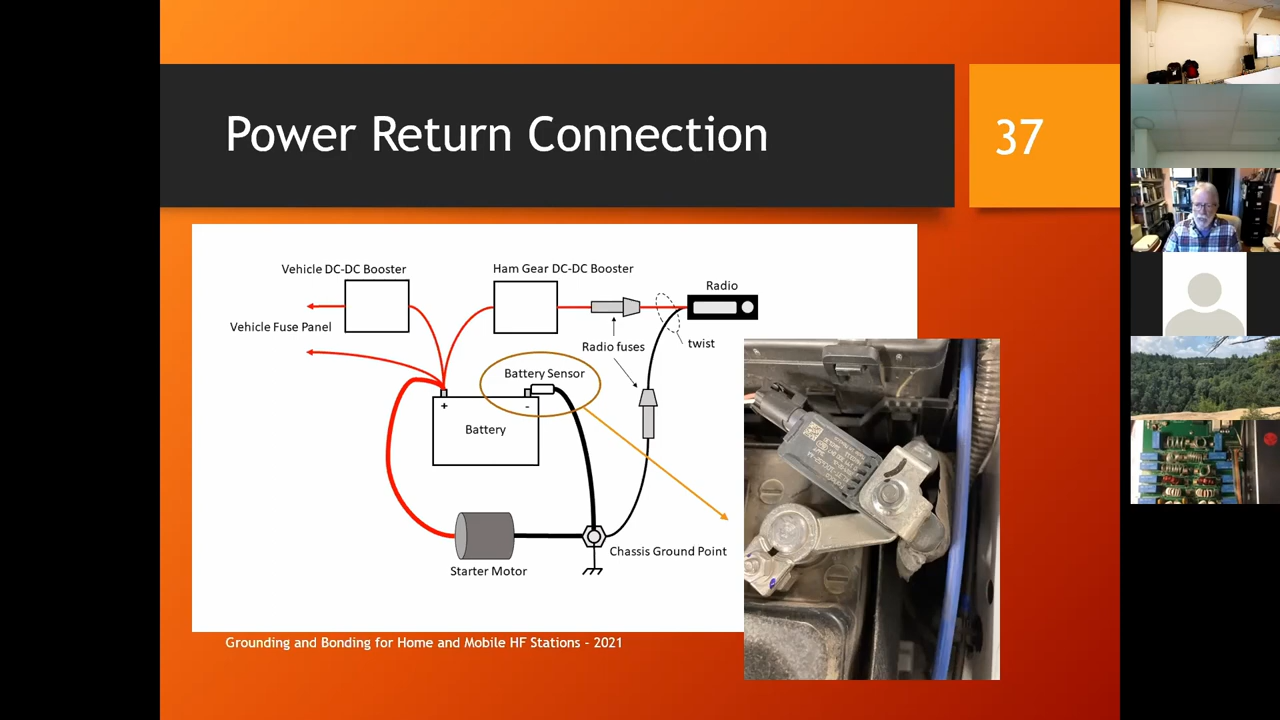 Power Return Connection
37
Vehicle DC-DC Booster
Ham Gear DC-DC Booster
Radio
Vehicle Fuse Panel
Radio fuses
twist
Battery Sensor
+
-
Battery
Chassis Ground Point
Starter Motor
Grounding and Bonding for Home and Mobile HF Stations - 2021